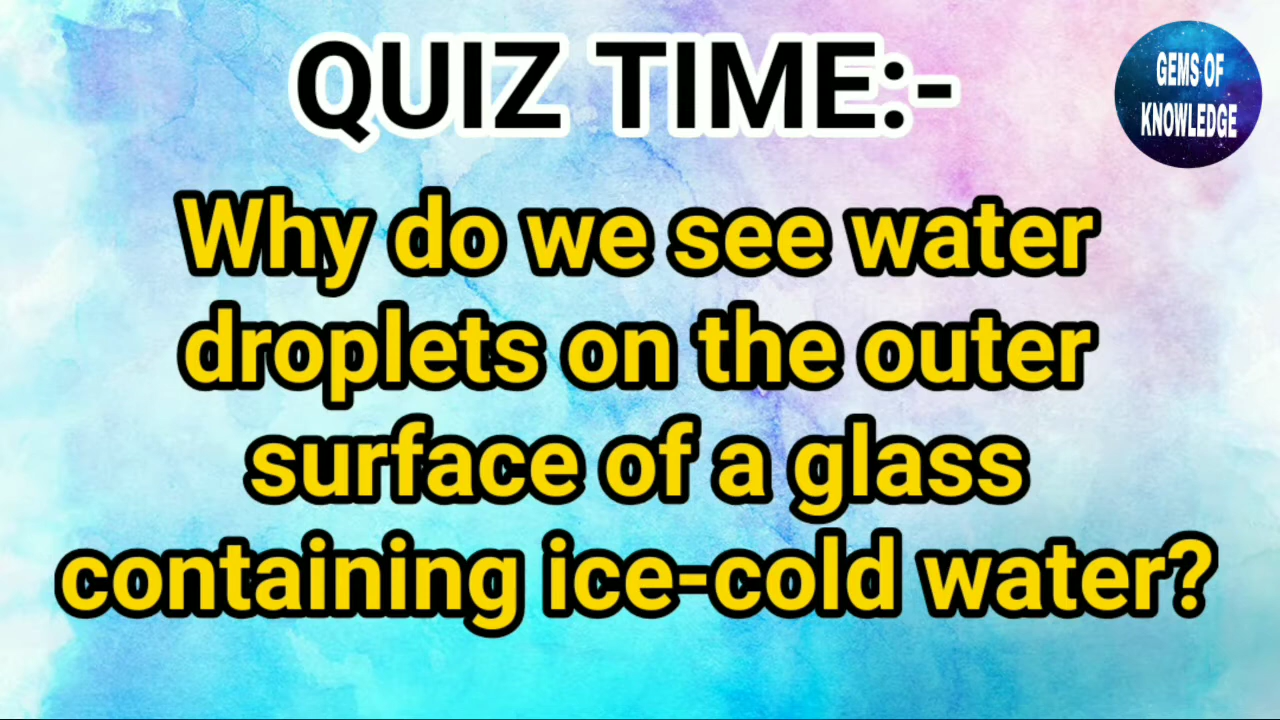 QUIZ TIME:-
GEMS OF
KNOWLEDGE
Why do we see water
droplets on the outer
surface of a glass
containing ice-cold water?